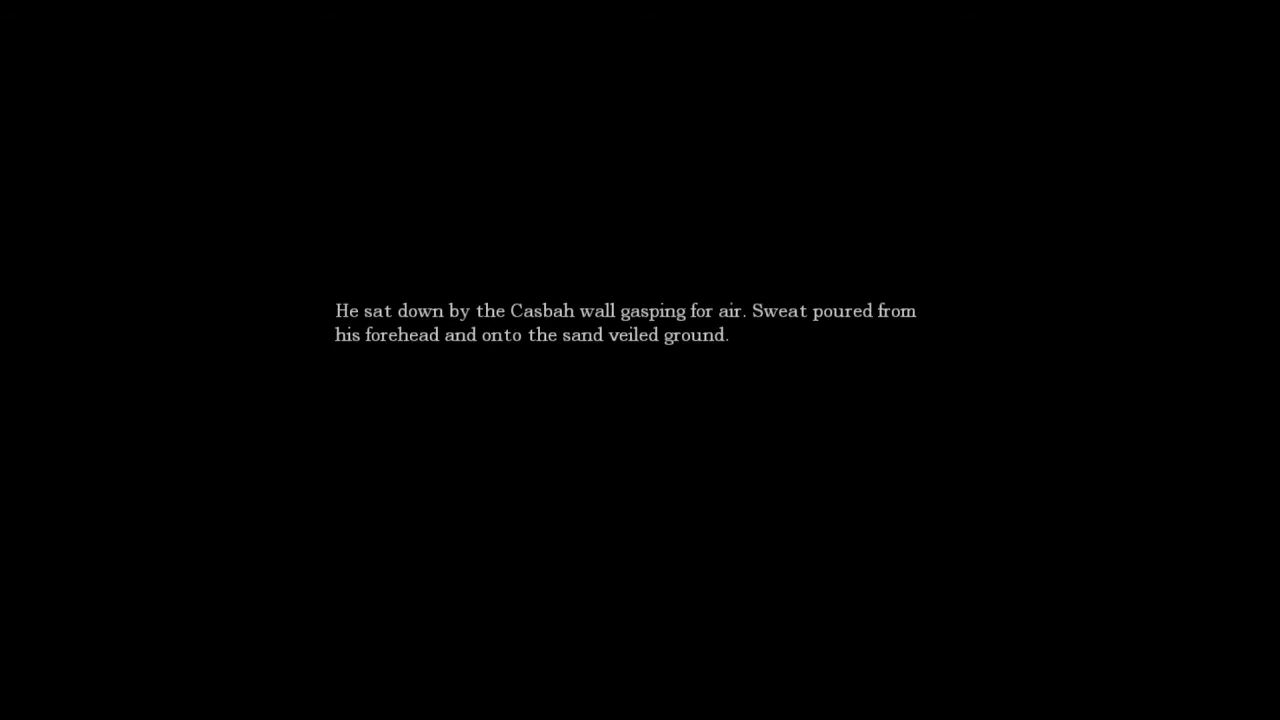 He sat down by the Casbah wall gasping for air. Sweat poured from
his forehead and onto the sand veiled ground.